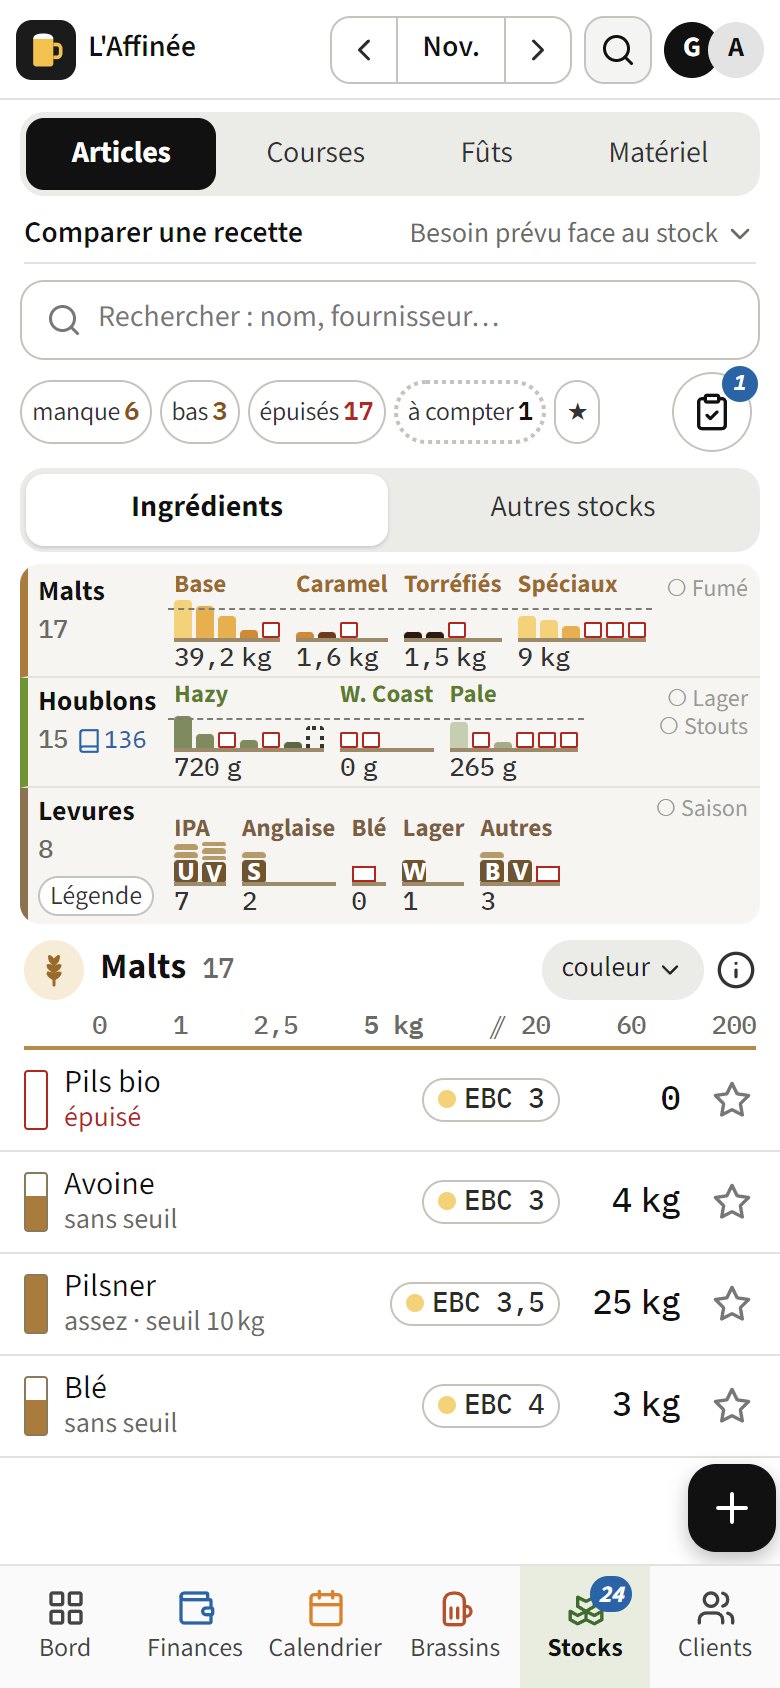 L'Affinée
Nov.
G A
Articles Courses Fûts Matériel
Comparer une recette Besoin prévu face au stock
Rechercher : nom, fournisseur…
manque 6 bas 3 épuisés 17 à compter 1 ★
1
Ingrédients Autres stocks
Malts Base Caramel Torréfiés Spéciaux Fumé
17
39,2 kg 1,6 kg 1,5 kg 9 kg
Houblons Hazy W. Coast Pale Lager
15 136 Stouts
720 g 0 g 265 g
Levures IPA Anglaise Blé Lager Autres Saison
8
U V S W B V
Légende 7 2 0 1 3
Malts 17 couleur
0 1 2,5 5 kg // 20 60 200
Pils bio EBC 3 0
épuisé
Avoine EBC 3 4 kg
sans seuil
Pilsner EBC 3,5 25 kg
assez · seuil 10 kg
Blé EBC 4 3 kg
sans seuil
24
Bord Finances Calendrier Brassins Stocks Clients